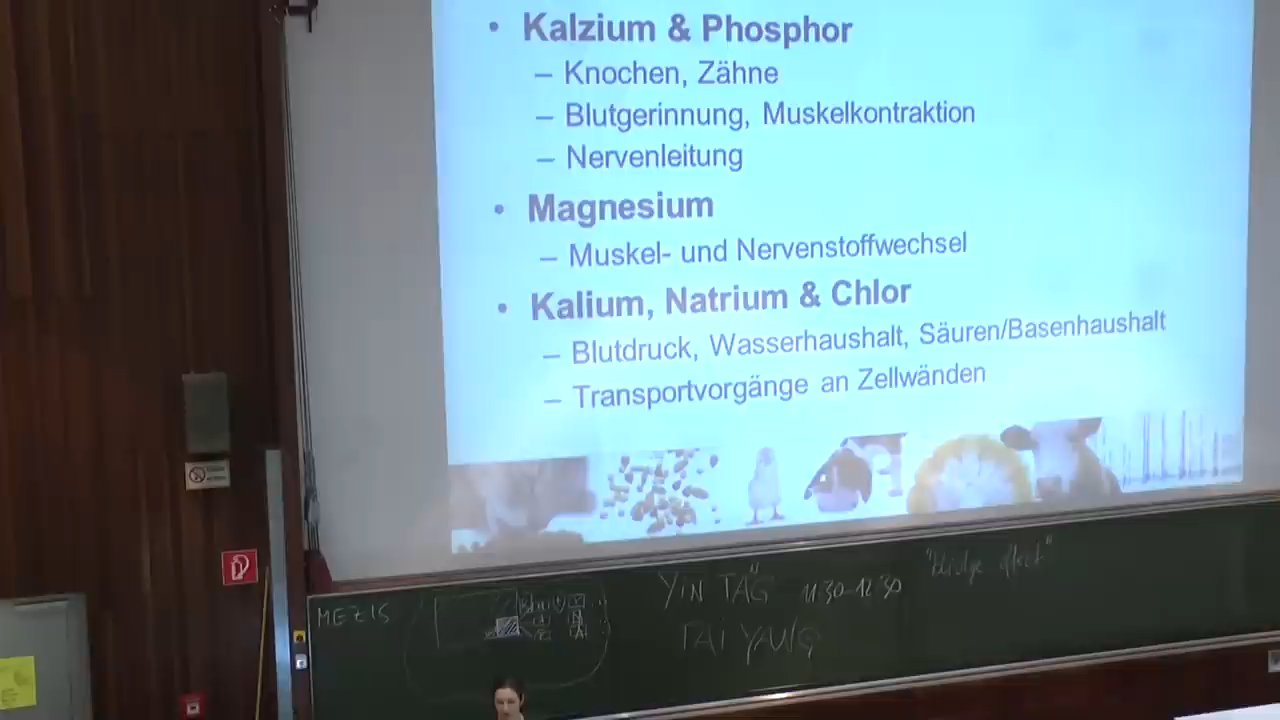 • Kalzium & Phosphor
– Knochen, Zähne
– Blutgerinnung, Muskelkontraktion
– Nervenleitung
• Magnesium
– Muskel- und Nervenstoffwechsel
• Kalium, Natrium & Chlor
– Blutdruck, Wasserhaushalt, Säuren/Basenhaushalt
– Transportvorgänge an Zellwänden
MEZIS
YIN TAG 11 30-12 30
TAI YANG